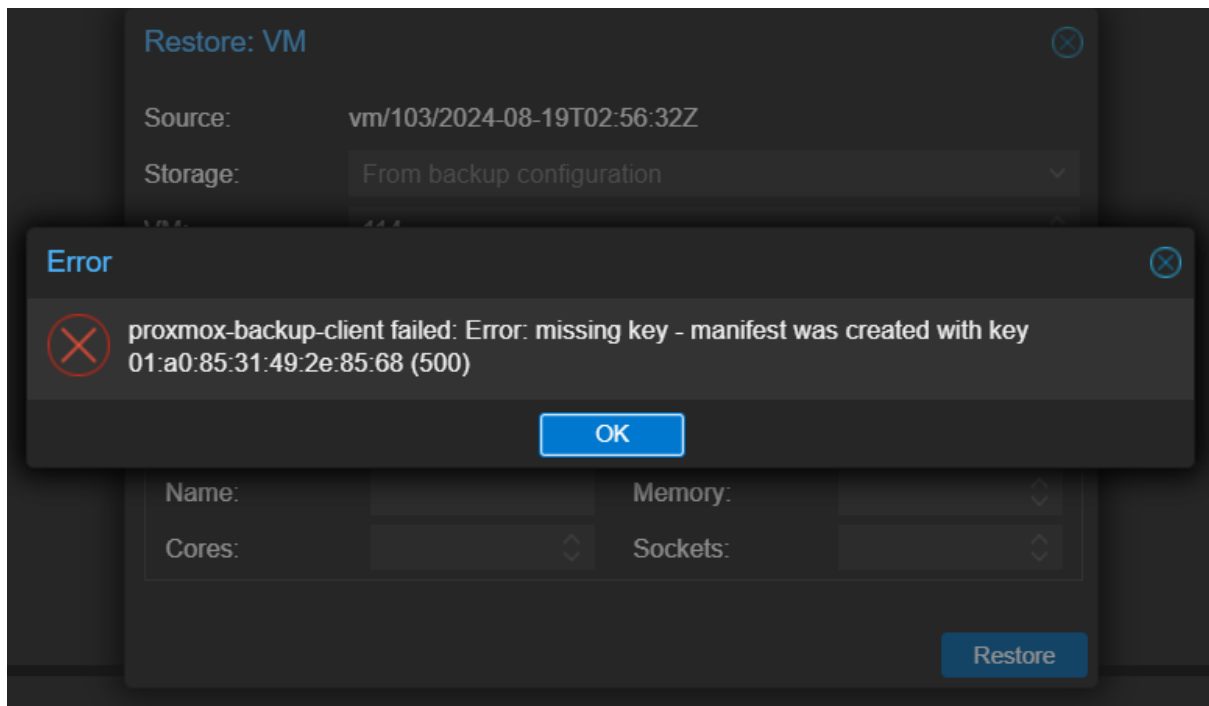 Restore: VM
Source: vm/103/2024-08-19T02:56:32Z
Storage: From backup configuration
VM: 114
Error
proxmox-backup-client failed: Error: missing key - manifest was created with key
01:a0:85:31:49:2e:85:68 (500)
OK
Name: Memory:
Cores: Sockets:
Restore